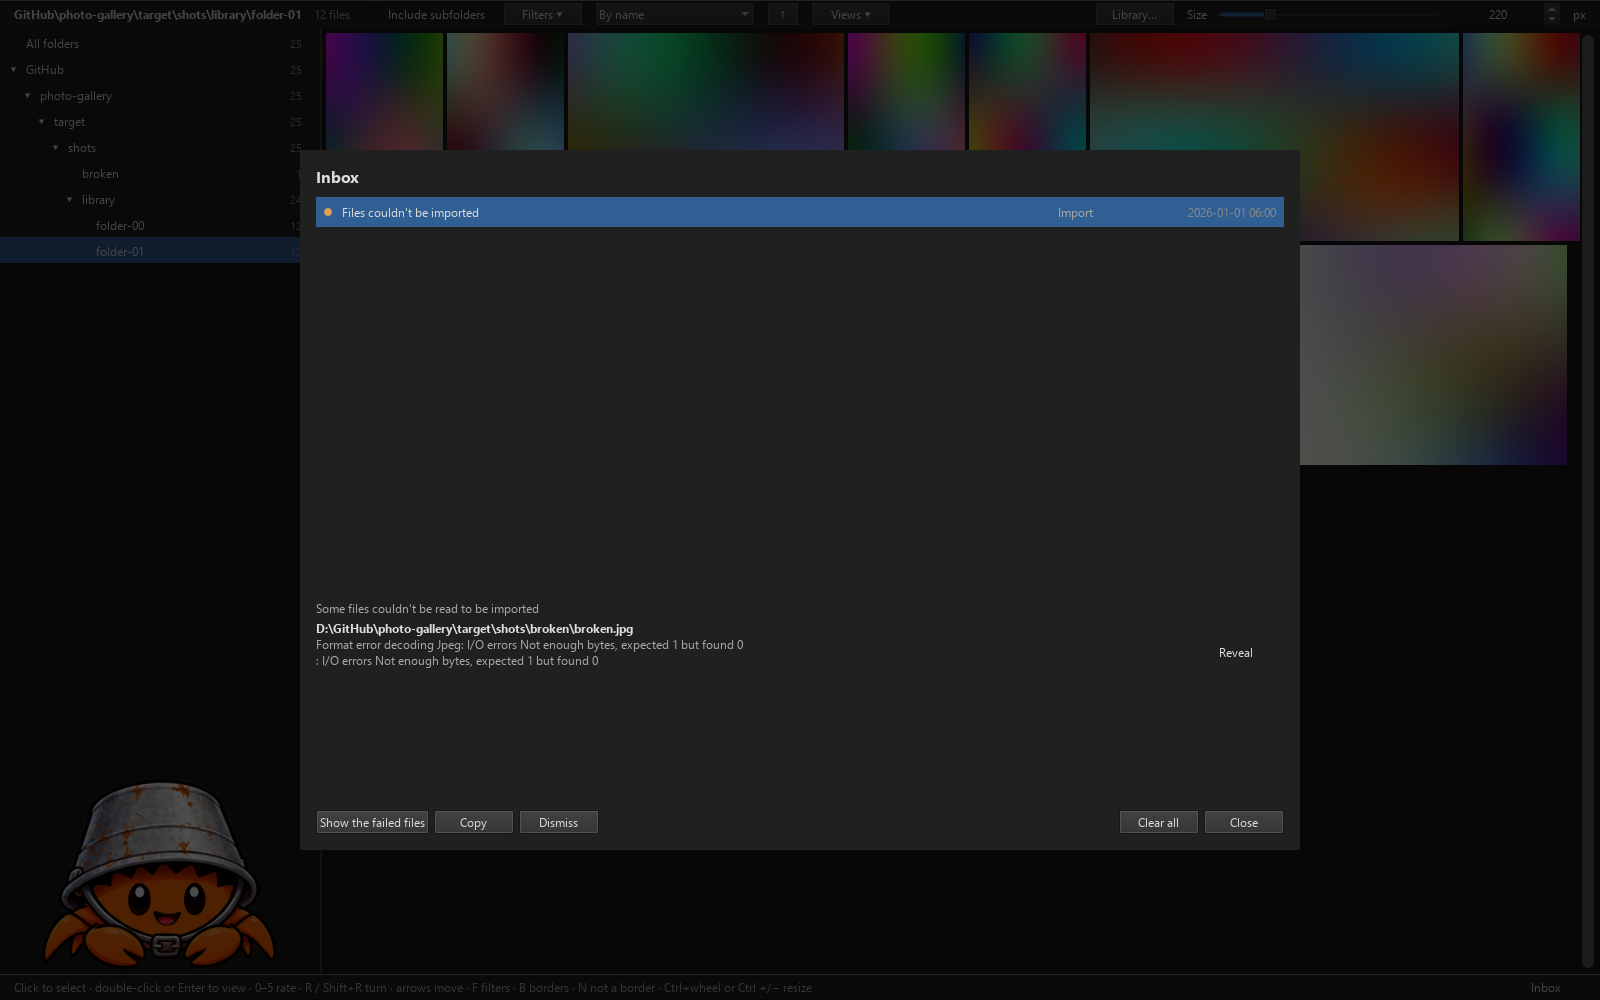 GitHub\photo-gallery\target\shots\library\folder-01 12 files Include subfolders Filters ▾ By name ↑ Views ▾ Library... Size 220 px
All folders 25
GitHub 25
photo-gallery 25
target 25
shots 25
broken
library
folder-00
folder-01
Inbox
Files couldn't be imported Import 2026-01-01 06:00
Some files couldn't be read to be imported
D:\GitHub\photo-gallery\target\shots\broken\broken.jpg
Format error decoding Jpeg: I/O errors Not enough bytes, expected 1 but found 0
: I/O errors Not enough bytes, expected 1 but found 0
Reveal
Show the failed files Copy Dismiss Clear all Close
Click to select · double-click or Enter to view · 0–5 rate · R / Shift+R turn · arrows move · F filters · B borders · N not a border · Ctrl+wheel or Ctrl +/− resize Inbox